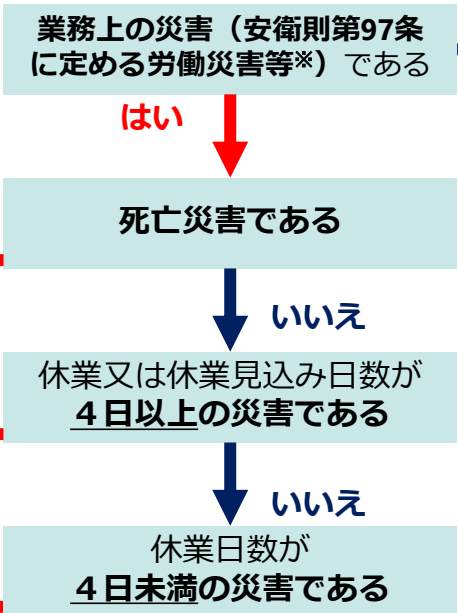 業務上の災害（安衛則第97条
に定める労働災害等※）である
はい
死亡災害である
いいえ
休業又は休業見込み日数が
４日以上の災害である
いいえ
休業日数が
４日未満の災害である